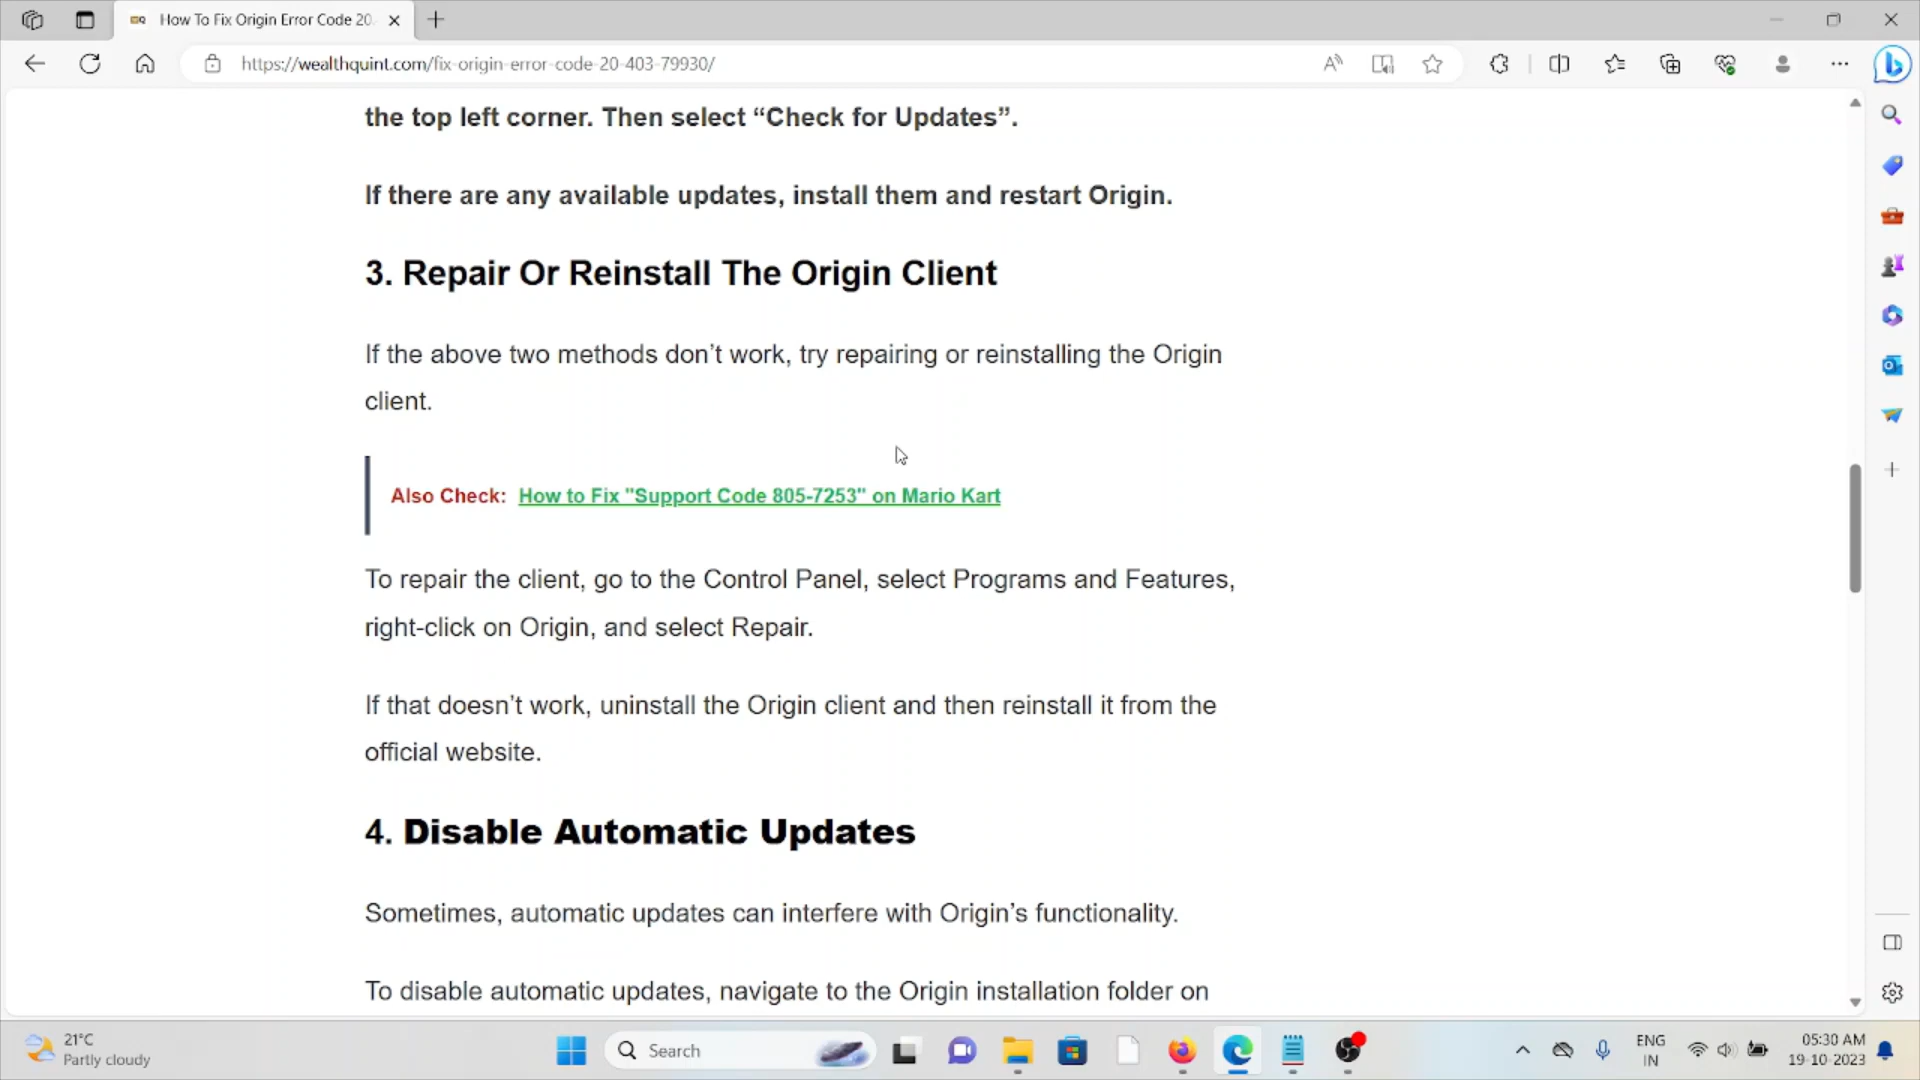 How To Fix Origin Error Code 20
https://wealthquint.com/fix-origin-error-code-20-403-79930/
the top left corner. Then select “Check for Updates”.
If there are any available updates, install them and restart Origin.
3. Repair Or Reinstall The Origin Client
If the above two methods don’t work, try repairing or reinstalling the Origin
client.
Also Check: How to Fix "Support Code 805-7253" on Mario Kart
To repair the client, go to the Control Panel, select Programs and Features,
right-click on Origin, and select Repair.
If that doesn’t work, uninstall the Origin client and then reinstall it from the
official website.
4. Disable Automatic Updates
Sometimes, automatic updates can interfere with Origin’s functionality.
To disable automatic updates, navigate to the Origin installation folder on
21°C
Partly cloudy
Search
ENG
IN
05:30 AM
19-10-2023